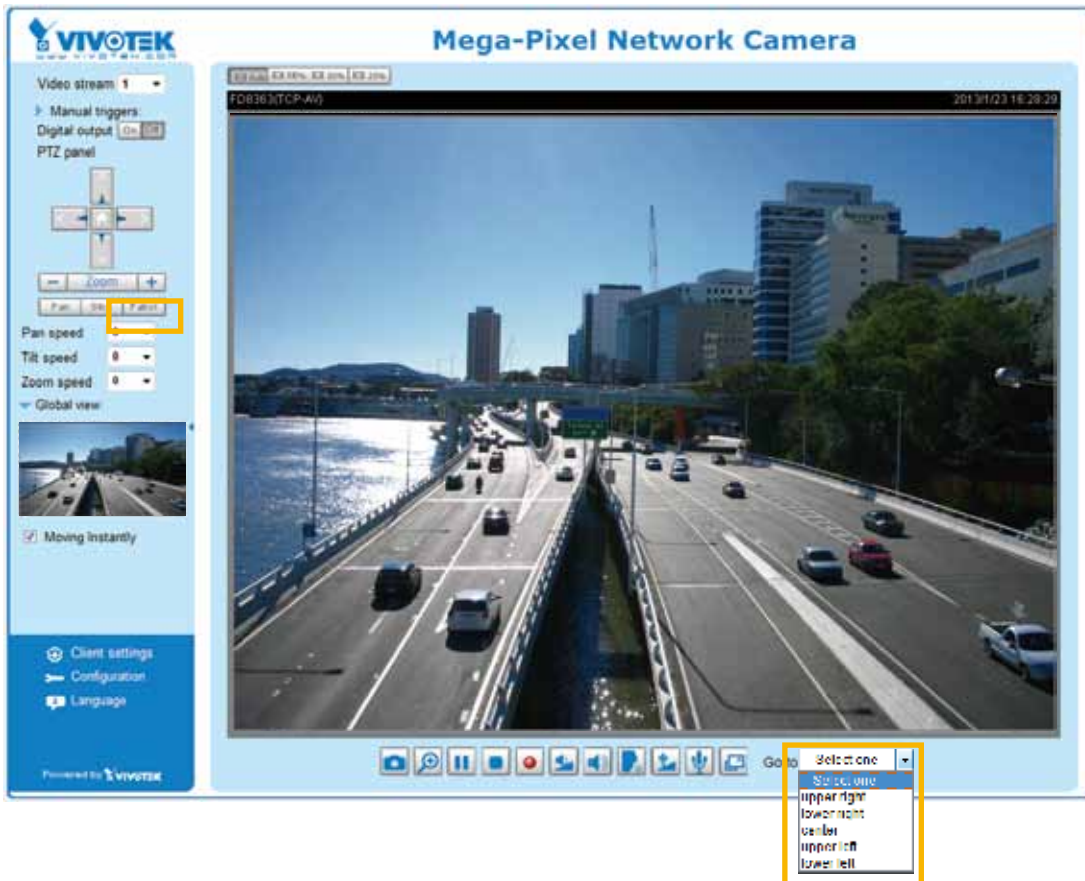 VIVOTEK
Mega-Pixel Network Camera
Video stream 1
Manual triggers:
Digital output On Off
PTZ panel
Zoom
Pan Patrol
Pan speed
Tilt speed 0
Zoom speed 0
Global view
Moving Instantly
Client settings
Configuration
Language
Powered by VIVOTEK
FD8363(TCP-AV)
2013/1/23 16:28:29
Go to Select one
Select one
upper right
lower right
center
upper left
lower left